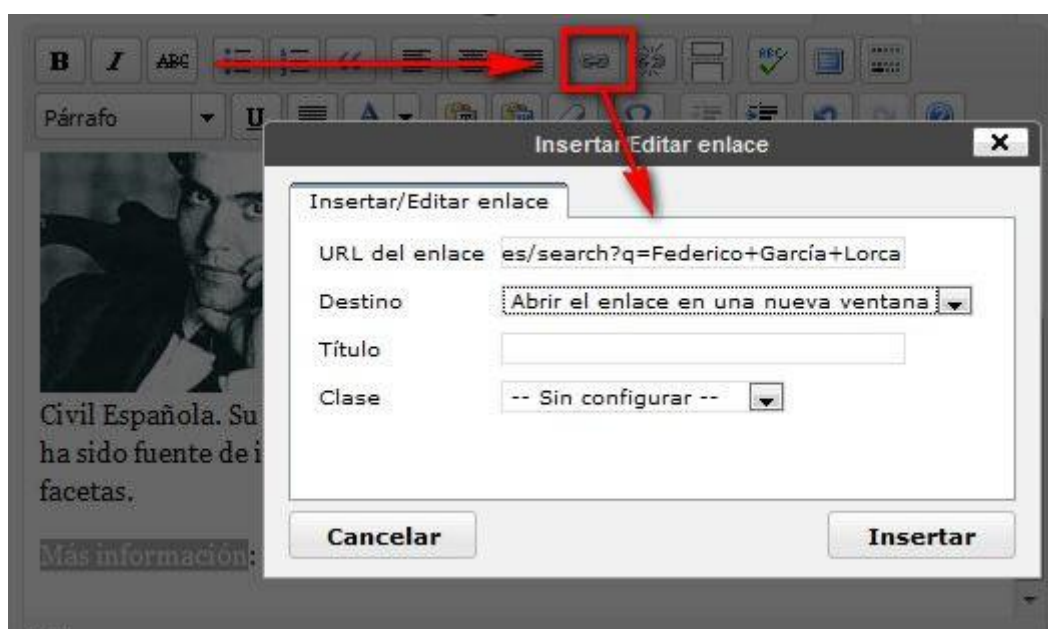 B I ABC
ABC
Párrafo U A
Insertar/Editar enlace
Insertar/Editar enlace
URL del enlace es/search?q=Federico+García+Lorca
Destino Abrir el enlace en una nueva ventana
Título
Clase -- Sin configurar --
Civil Española. Su
ha sido fuente de i
facetas.
Cancelar Insertar
Más información: